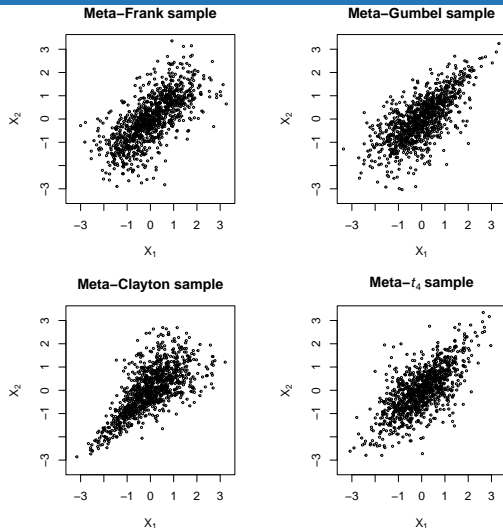 Meta−Frank sample
X₂
3
2
1
0
−1
−3
−3 −1 0 1 2 3
X₁
Meta−Gumbel sample
X₂
3
2
1
0
−1
−3
−3 −1 0 1 2 3
X₁
Meta−Clayton sample
X₂
3
2
1
0
−1
−3
−3 −1 0 1 2 3
X₁
Meta−t₄ sample
X₂
3
2
1
0
−1
−3
−3 −1 0 1 2 3
X₁